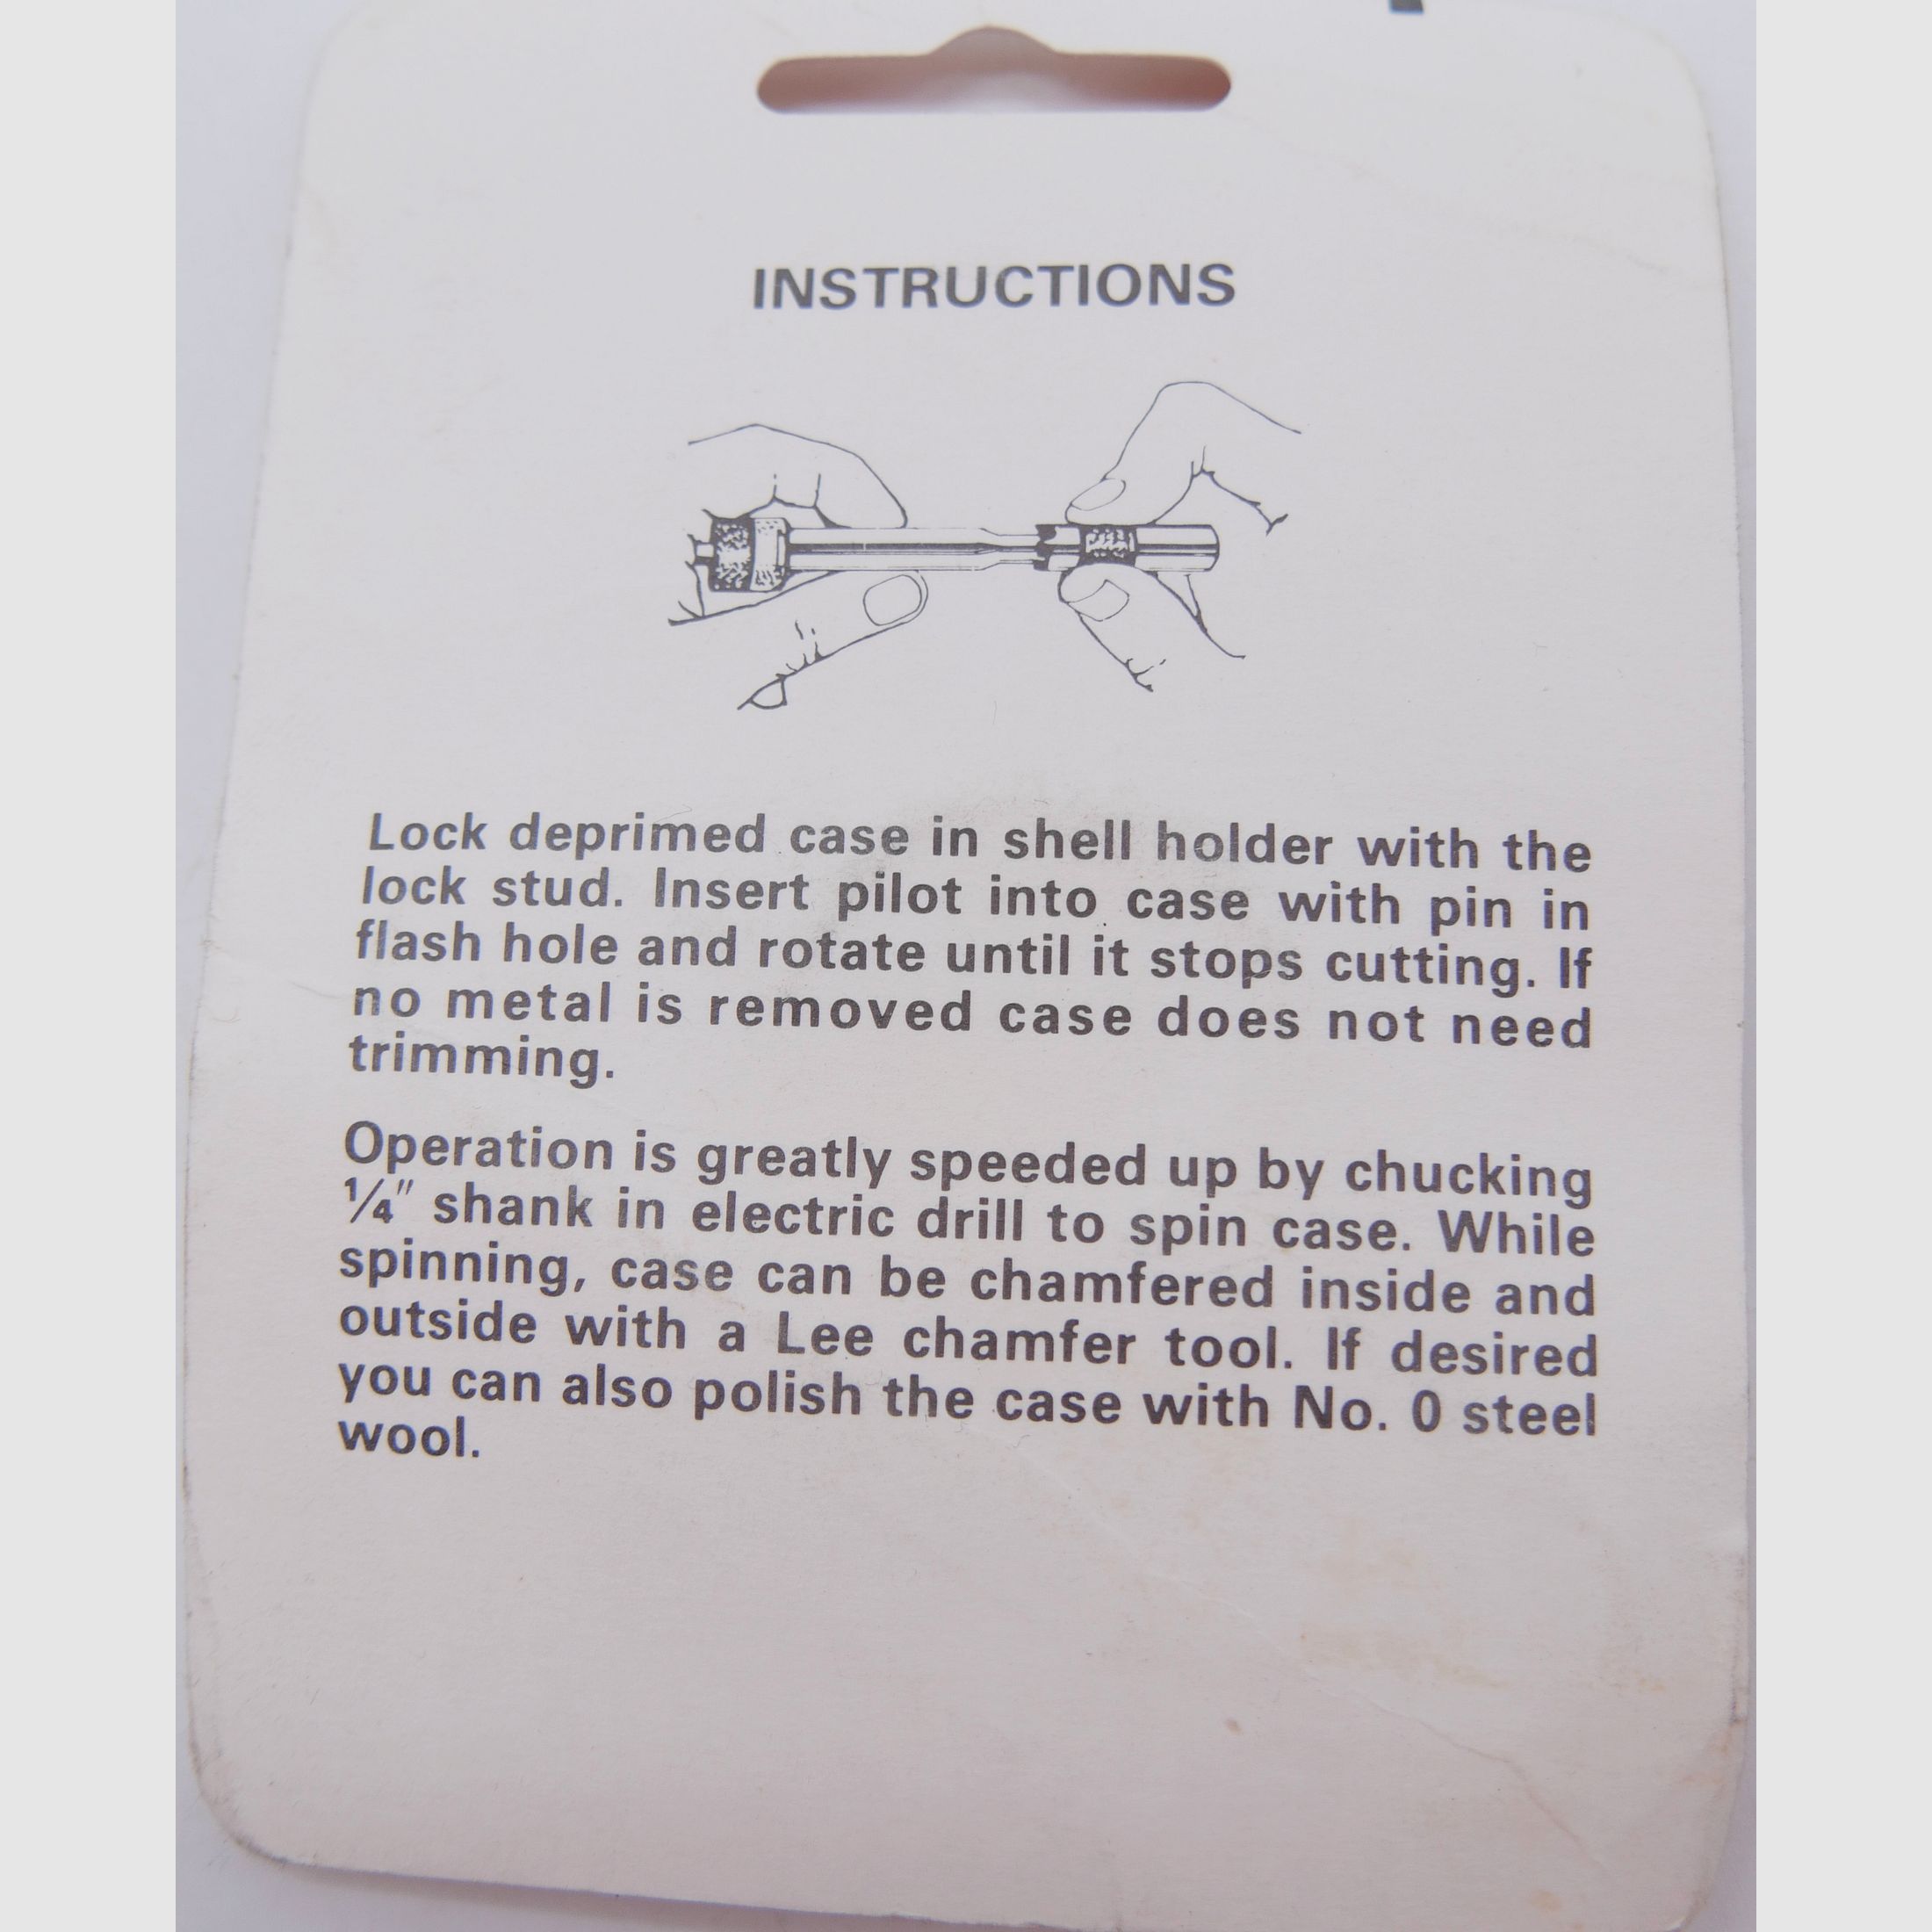 INSTRUCTIONS
Lock deprimed case in shell holder with the
lock stud. Insert pilot into case with pin in
flash hole and rotate until it stops cutting. If
no metal is removed case does not need
trimming.
Operation is greatly speeded up by chucking
¼" shank in electric drill to spin case. While
spinning, case can be chamfered inside and
outside with a Lee chamfer tool. If desired
you can also polish the case with No. 0 steel
wool.